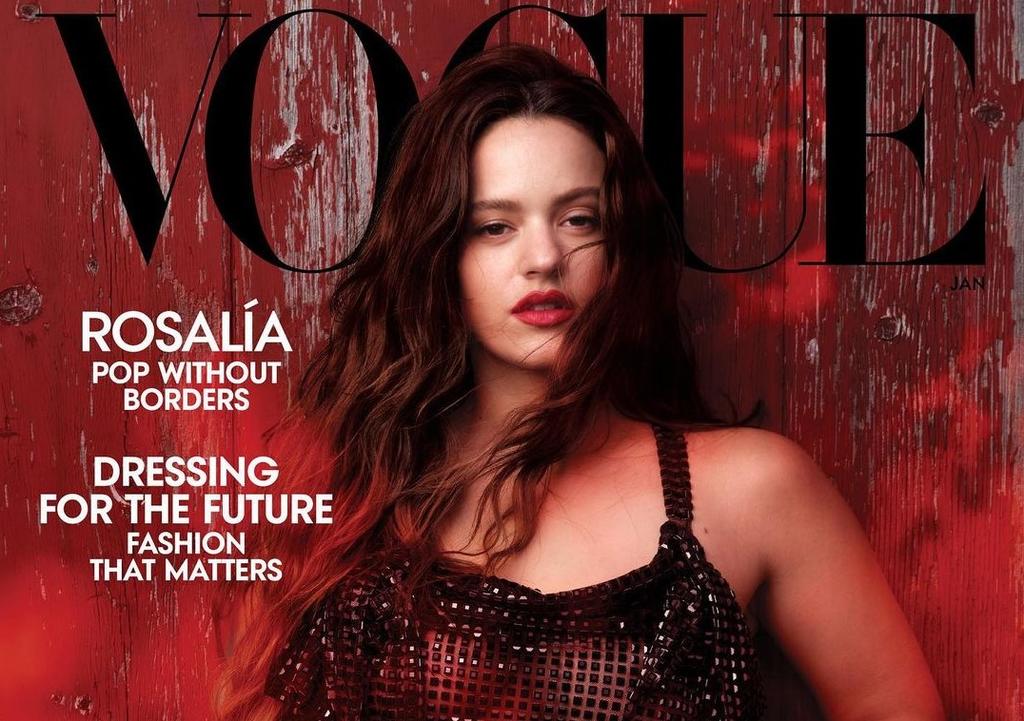 VOGUE
JAN
ROSALÍA
POP WITHOUT
BORDERS
DRESSING
FOR THE FUTURE
FASHION
THAT MATTERS